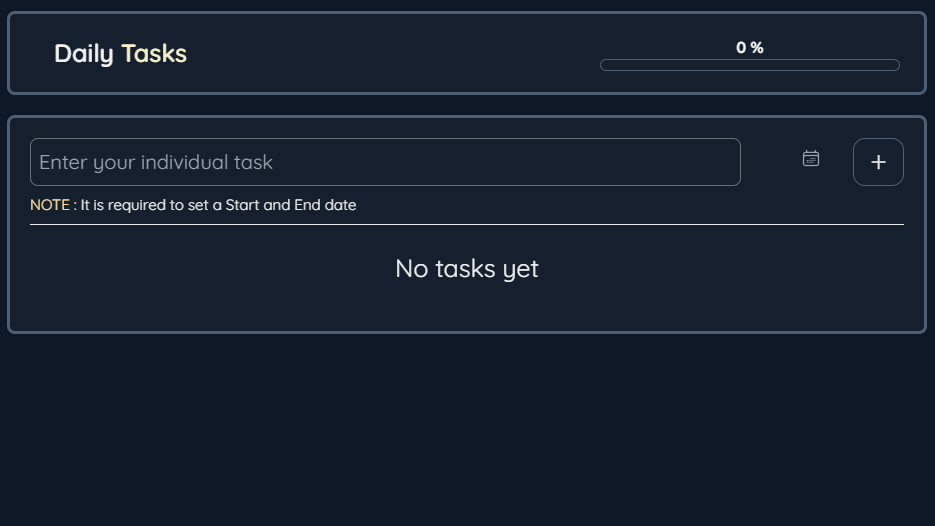 Daily Tasks
0 %
Enter your individual task
+
NOTE : It is required to set a Start and End date
No tasks yet